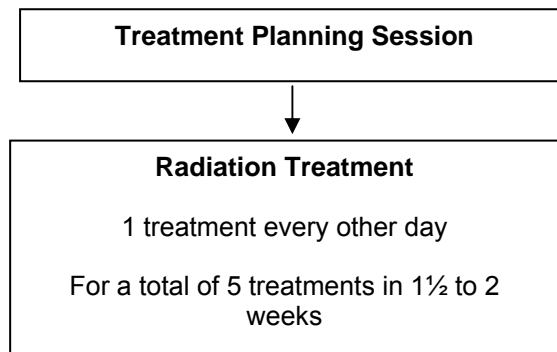 Treatment Planning Session
Radiation Treatment
1 treatment every other day
For a total of 5 treatments in 1½ to 2
weeks